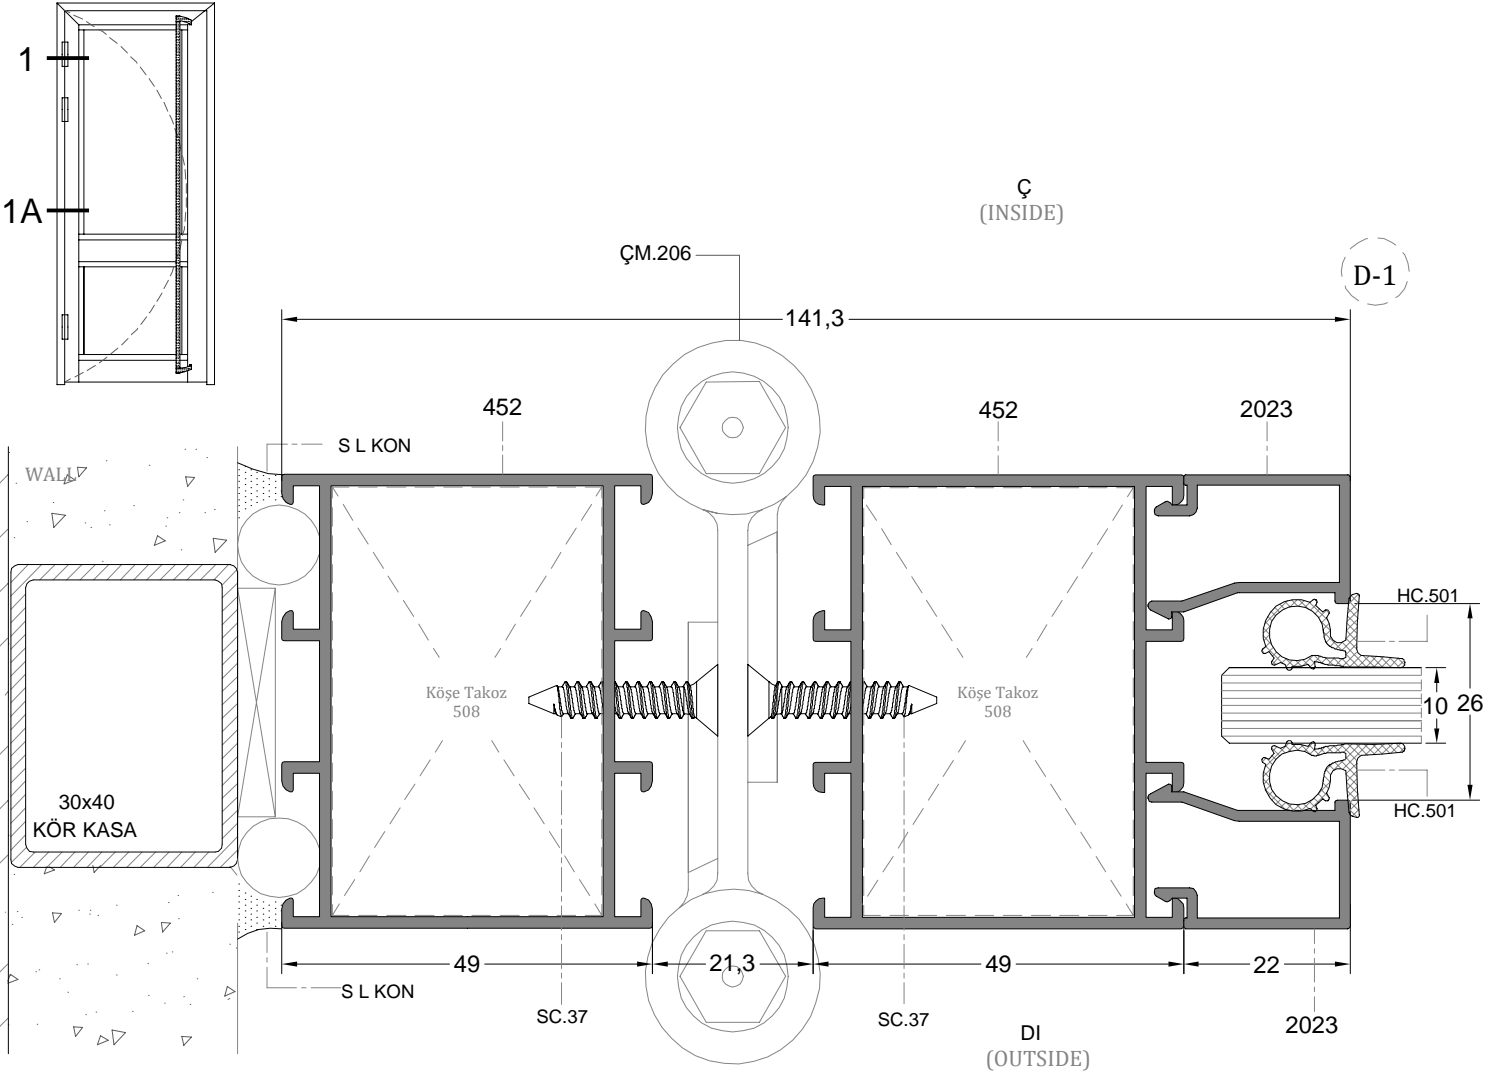 1
1A
Ç
(INSIDE)
ÇM.206
D-1
141,3
452
452
2023
S L KON
WALL
HC.501
Köşe Takoz
508
Köşe Takoz
508
10
26
30x40
KÖR KASA
HC.501
49
21,3
49
22
S L KON
SC.37
SC.37
2023
DI
(OUTSIDE)